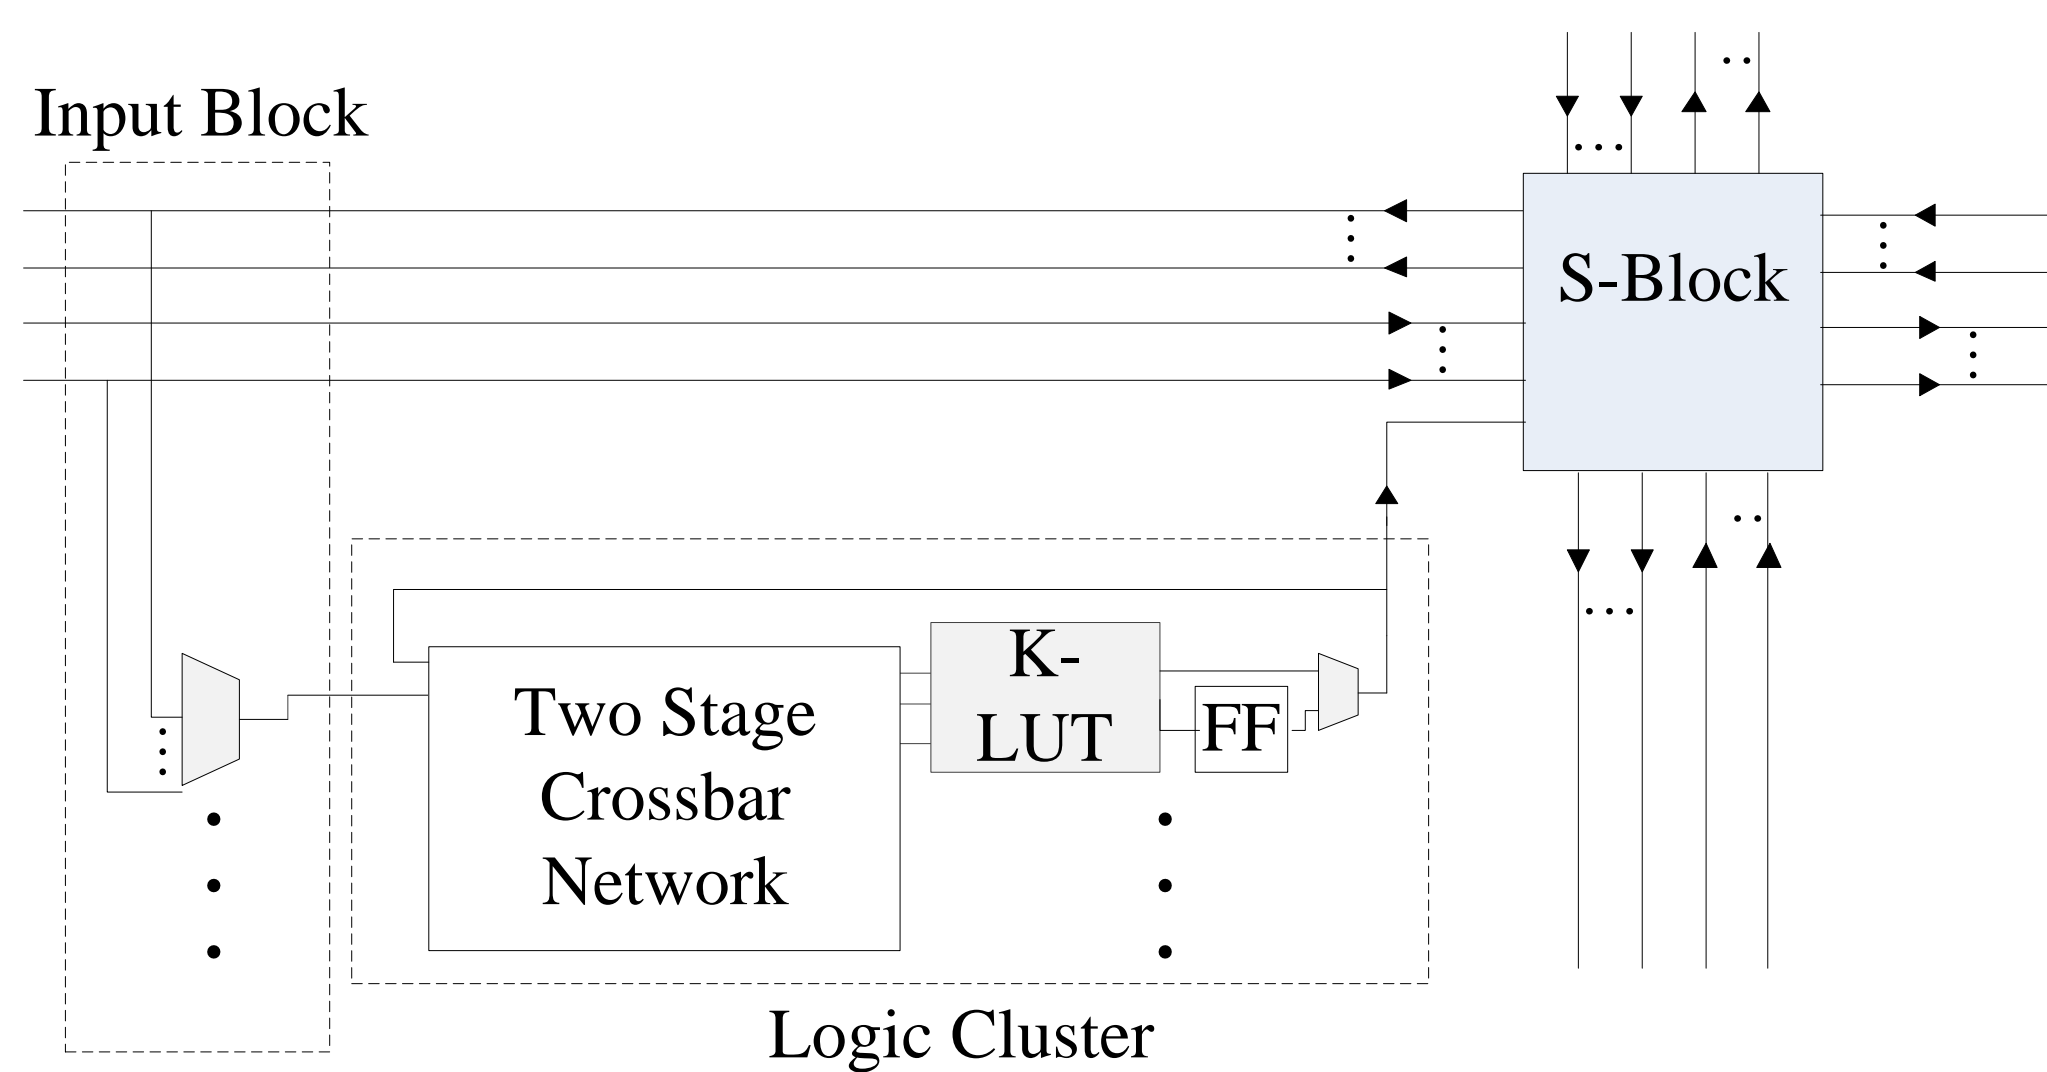 Input Block
S-Block
Two Stage
Crossbar
Network
K-
LUT
FF
Logic Cluster